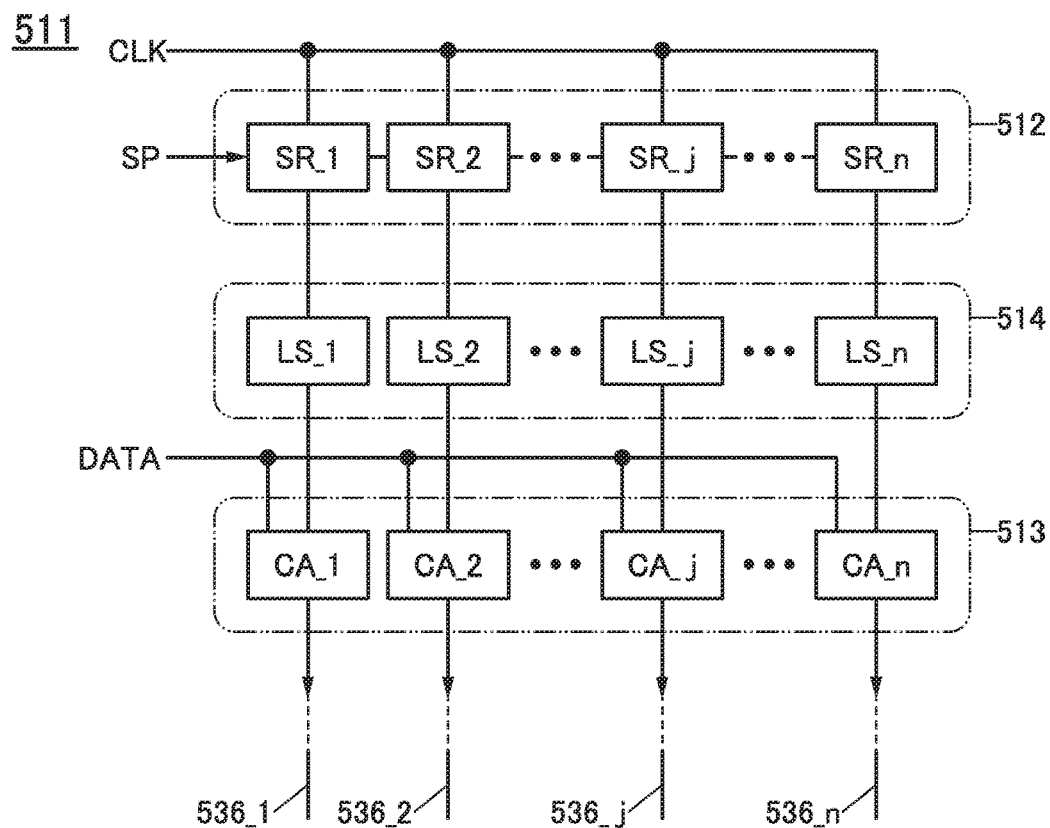 511
CLK
SP
SR_1 SR_2 SR_j SR_n
512
LS_1 LS_2 LS_j LS_n
514
DATA
CA_1 CA_2 CA_j CA_n
513
536_1 536_2 536_j 536_n